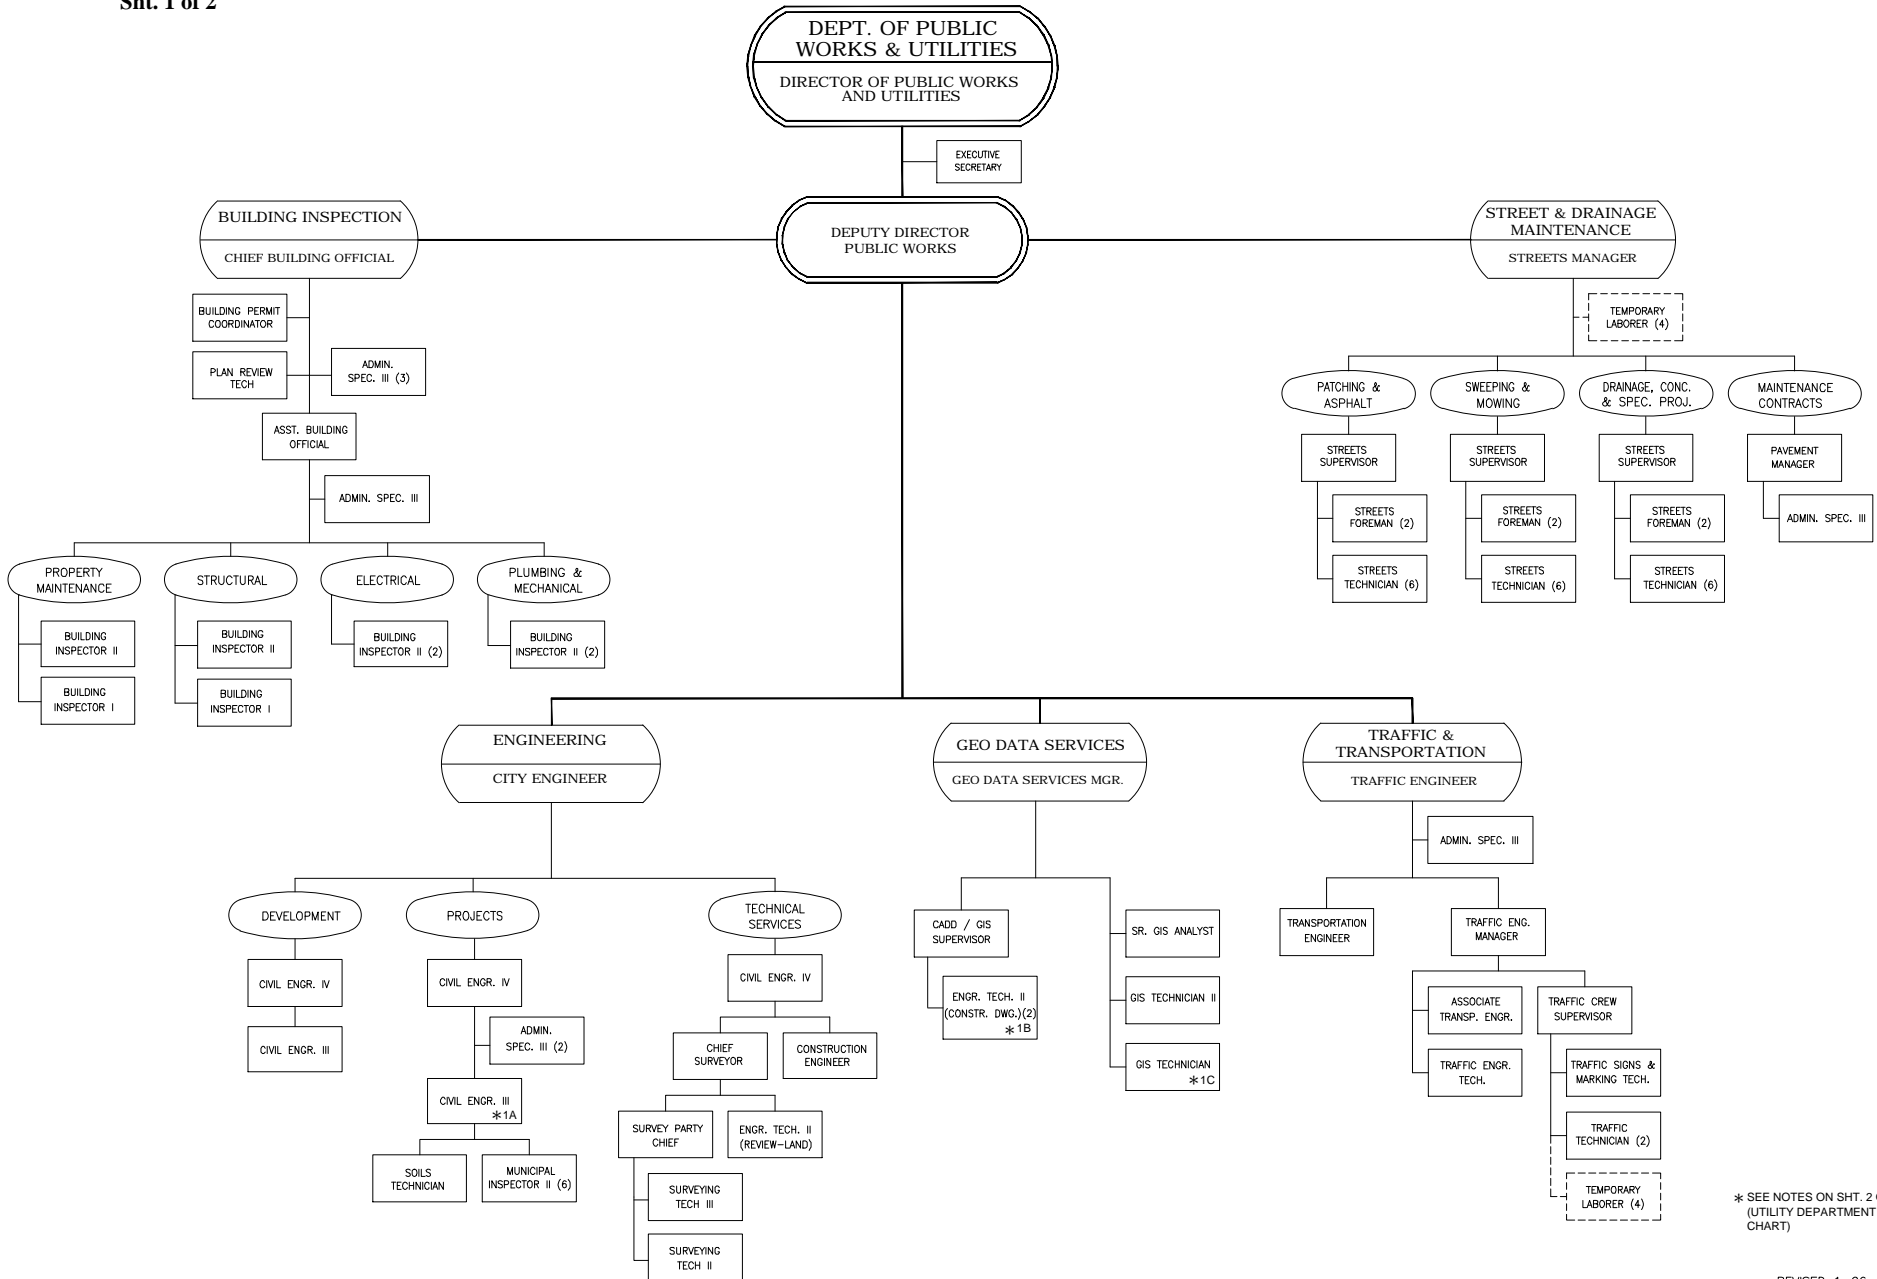 Sht. 1 of 2
DEPT. OF PUBLIC
WORKS & UTILITIES
DIRECTOR OF PUBLIC WORKS
AND UTILITIES
EXECUTIVE
SECRETARY
DEPUTY DIRECTOR
PUBLIC WORKS
BUILDING INSPECTION
CHIEF BUILDING OFFICIAL
BUILDING PERMIT
COORDINATOR
PLAN REVIEW
TECH
ADMIN.
SPEC. III (3)
ASST. BUILDING
OFFICIAL
ADMIN. SPEC. III
PROPERTY
MAINTENANCE
BUILDING
INSPECTOR II
BUILDING
INSPECTOR I
STRUCTURAL
BUILDING
INSPECTOR II
BUILDING
INSPECTOR I
ELECTRICAL
BUILDING
INSPECTOR II (2)
PLUMBING &
MECHANICAL
BUILDING
INSPECTOR II (2)
STREET & DRAINAGE
MAINTENANCE
STREETS MANAGER
TEMPORARY
LABORER (4)
PATCHING &
ASPHALT
STREETS
SUPERVISOR
STREETS
FOREMAN (2)
STREETS
TECHNICIAN (6)
SWEEPING &
MOWING
STREETS
SUPERVISOR
STREETS
FOREMAN (2)
STREETS
TECHNICIAN (6)
DRAINAGE, CONC.
& SPEC. PROJ.
STREETS
SUPERVISOR
STREETS
FOREMAN (2)
STREETS
TECHNICIAN (6)
MAINTENANCE
CONTRACTS
PAVEMENT
MANAGER
ADMIN. SPEC. III
ENGINEERING
CITY ENGINEER
DEVELOPMENT
CIVIL ENGR. IV
CIVIL ENGR. III
PROJECTS
CIVIL ENGR. IV
ADMIN.
SPEC. III (2)
CIVIL ENGR. III
*1A
SOILS
TECHNICIAN
MUNICIPAL
INSPECTOR II (6)
TECHNICAL
SERVICES
CIVIL ENGR. IV
CHIEF
SURVEYOR
CONSTRUCTION
ENGINEER
SURVEY PARTY
CHIEF
ENGR. TECH. II
(REVIEW-LAND)
SURVEYING
TECH III
SURVEYING
TECH II
GEO DATA SERVICES
GEO DATA SERVICES MGR.
CADD / GIS
SUPERVISOR
ENGR. TECH. II
(CONSTR. DWG.)(2)
*1B
SR. GIS ANALYST
GIS TECHNICIAN II
GIS TECHNICIAN
*1C
TRAFFIC &
TRANSPORTATION
TRAFFIC ENGINEER
ADMIN. SPEC. III
TRANSPORTATION
ENGINEER
TRAFFIC ENG.
MANAGER
ASSOCIATE
TRANSP. ENGR.
TRAFFIC ENGR.
TECH.
TRAFFIC CREW
SUPERVISOR
TRAFFIC SIGNS &
MARKING TECH.
TRAFFIC
TECHNICIAN (2)
TEMPORARY
LABORER (4)
* SEE NOTES ON SHT. 2
(UTILITY DEPARTMENT
CHART)